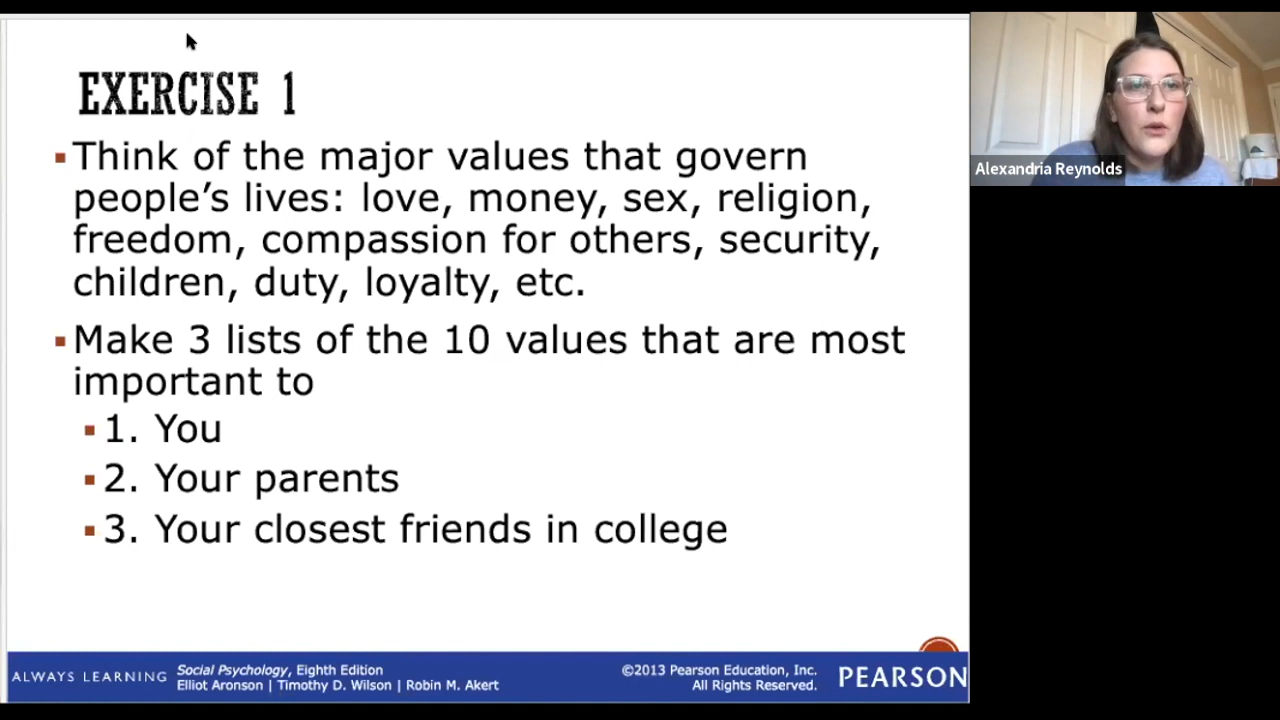 EXERCISE 1
▪Think of the major values that govern
people’s lives: love, money, sex, religion,
freedom, compassion for others, security,
children, duty, loyalty, etc.
▪Make 3 lists of the 10 values that are most
important to
▪1. You
▪2. Your parents
▪3. Your closest friends in college
ALWAYS LEARNING
Social Psychology, Eighth Edition
Elliot Aronson | Timothy D. Wilson | Robin M. Akert
©2013 Pearson Education, Inc.
All Rights Reserved.
PEARSON
Alexandria Reynolds